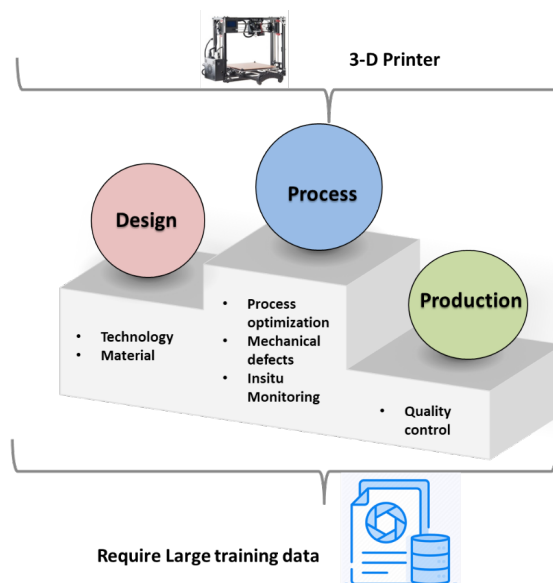 3-D Printer
Design
Process
Production
• Technology
• Material
• Process
optimization
• Mechanical
defects
• Insitu
Monitoring
• Quality
control
Require Large training data